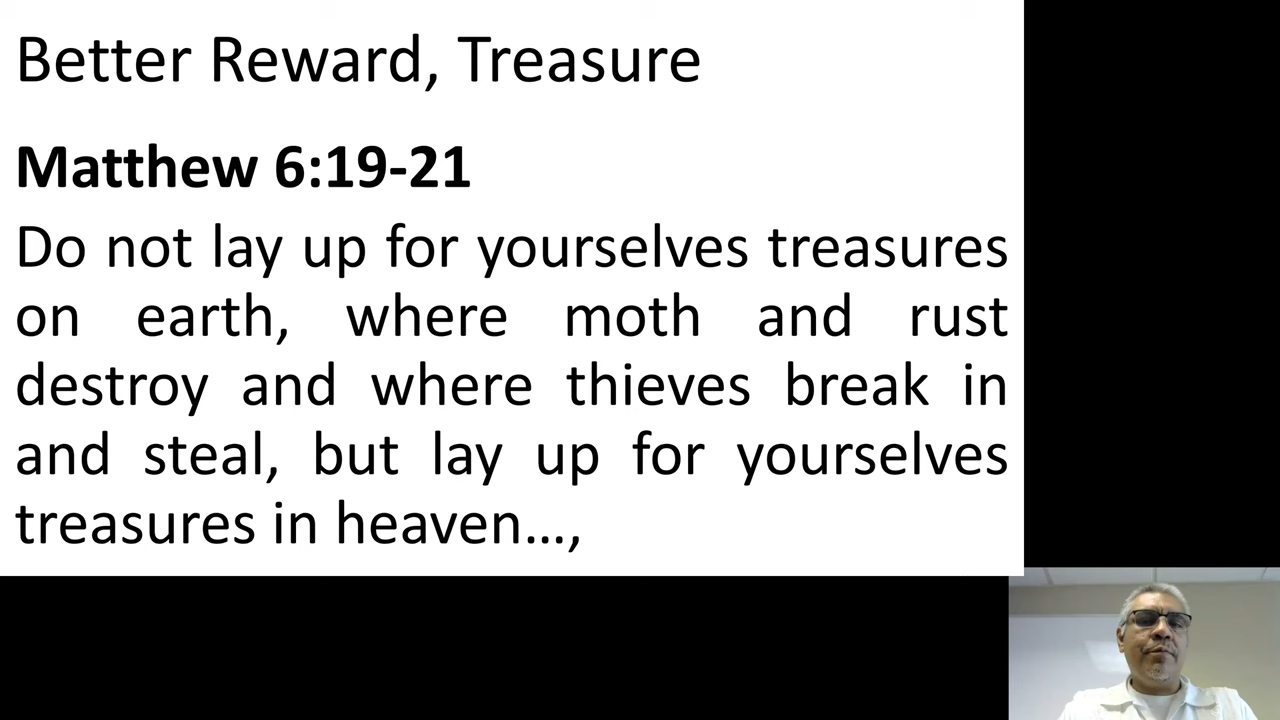 Better Reward, Treasure
Matthew 6:19-21
Do not lay up for yourselves treasures
on earth, where moth and rust
destroy and where thieves break in
and steal, but lay up for yourselves
treasures in heaven...,